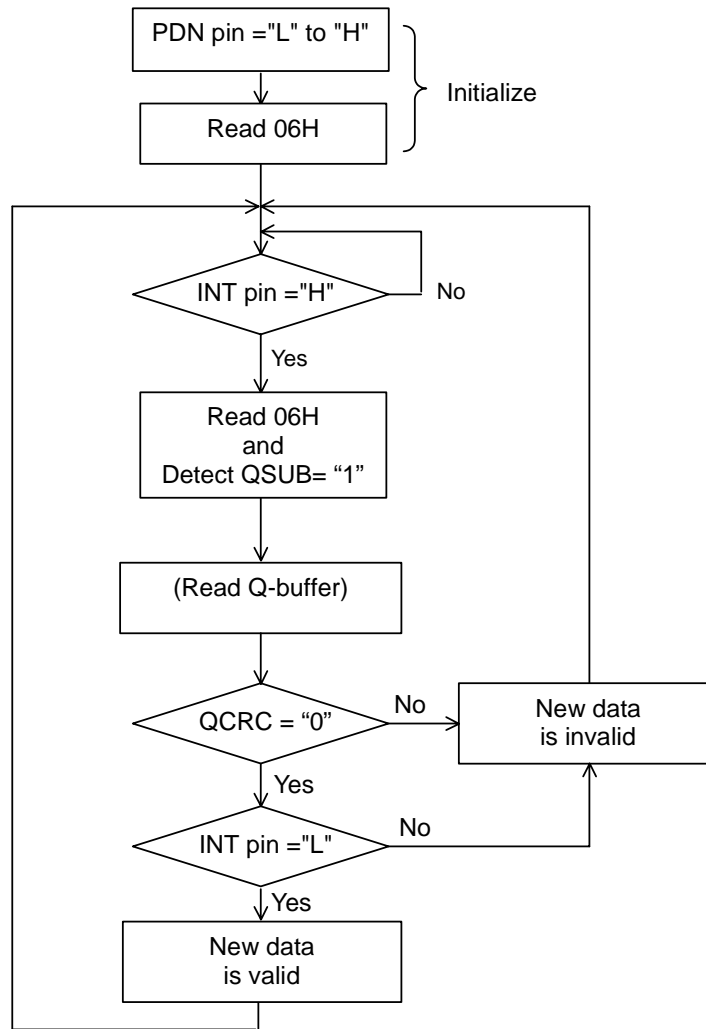 PDN pin ="L" to "H"
Initialize
Read 06H
INT pin ="H"
No
Yes
Read 06H
and
Detect QSUB= “1”
(Read Q-buffer)
QCRC = “0”
No
New data
is invalid
Yes
INT pin ="L"
No
Yes
New data
is valid